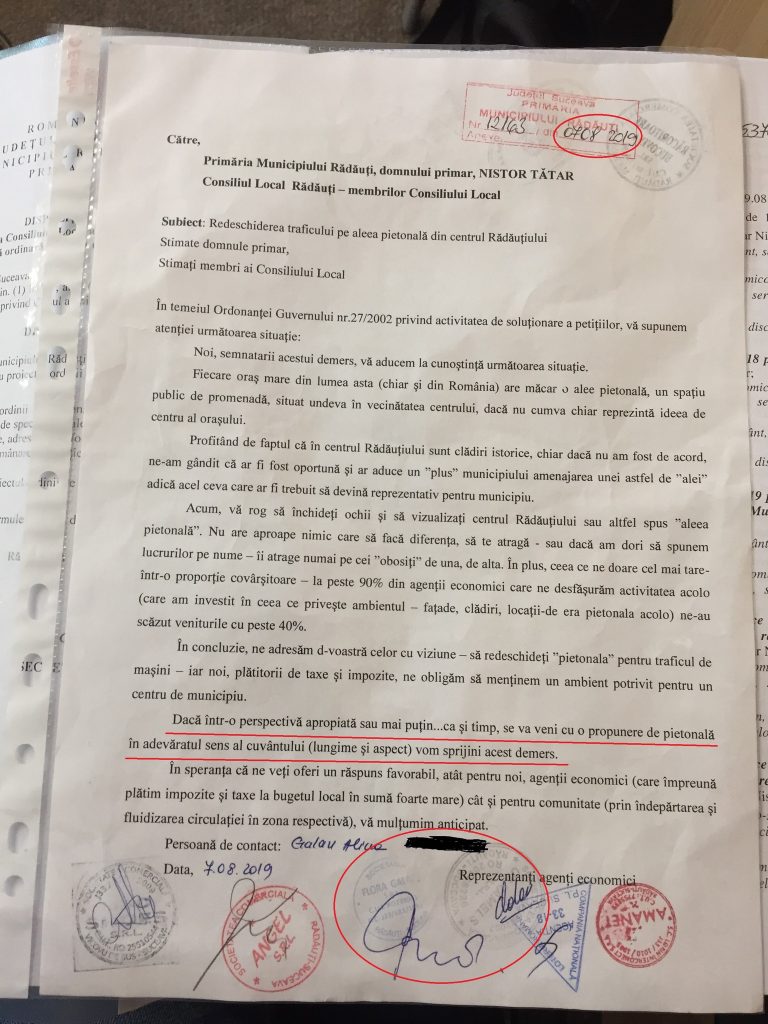 Județul Suceava
PRIMĂRIA
MUNICIPIULUI RĂDĂUȚI
Nr. 12163 / din 07 08 2019
Anexe
Către,
Primăria Municipiului Rădăuți, domnului primar, NISTOR TĂTAR
Consiliul Local Rădăuți – membrilor Consiliului Local
Subiect: Redeschiderea traficului pe aleea pietonală din centrul Rădăuțiului
Stimate domnule primar,
Stimați membri ai Consiliului Local
În temeiul Ordonanței Guvernului nr.27/2002 privind activitatea de soluționare a petițiilor, vă supunem
atenției următoarea situație:
Noi, semnatarii acestui demers, vă aducem la cunoștință următoarea situație.
Fiecare oraș mare din lumea asta (chiar și din România) are măcar o alee pietonală, un spațiu
public de promenadă, situat undeva în vecinătatea centrului, dacă nu cumva chiar reprezintă ideea de
centru al orașului.
Profitând de faptul că în centrul Rădăuțiului sunt clădiri istorice, chiar dacă nu am fost de acord,
ne-am gândit că ar fi fost oportună și ar aduce un "plus" municipiului amenajarea unei astfel de "alei"
adică acel ceva care ar fi trebuit să devină reprezentativ pentru municipiu.
Acum, vă rog să închideți ochii și să vizualizați centrul Rădăuțiului sau altfel spus "aleea
pietonală". Nu are aproape nimic care să facă diferența, să te atragă - sau dacă am dori să spunem
lucrurilor pe nume – îi atrage numai pe cei "obosiți" de una, de alta. În plus, ceea ce ne doare cel mai tare-
într-o proporție covârșitoare – la peste 90% din agenții economici care ne desfășurăm activitatea acolo
(care am investit în ceea ce privește ambientul – fațade, clădiri, locații-de era pietonala acolo) ne-au
scăzut veniturile cu peste 40%.
În concluzie, ne adresăm d-voastră celor cu viziune – să redeschideți "pietonala" pentru traficul de
mașini – iar noi, plătitorii de taxe și impozite, ne obligăm să menținem un ambient potrivit pentru un
centru de municipiu.
Dacă într-o perspectivă apropiată sau mai puțin...ca și timp, se va veni cu o propunere de pietonală
în adevăratul sens al cuvântului (lungime și aspect) vom sprijini acest demers.
În speranța că ne veți oferi un răspuns favorabil, atât pentru noi, agenții economici (care împreună
plătim impozite și taxe la bugetul local în sumă foarte mare) cât și pentru comunitate (prin îndepărtarea și
fluidizarea circulației în zona respectivă), vă mulțumim anticipat.
Persoană de contact: Galan Alina
Data, 7.08.2019
Reprezentanți agenți economici
SOCIETATEA COMERCIALĂ
ANGEL
SRL
RĂDĂUȚI-SUCEAVA
FLORA
S.R.L.
COMPANIA NAȚIONALĂ
AGENȚIA
33-18
AMANET